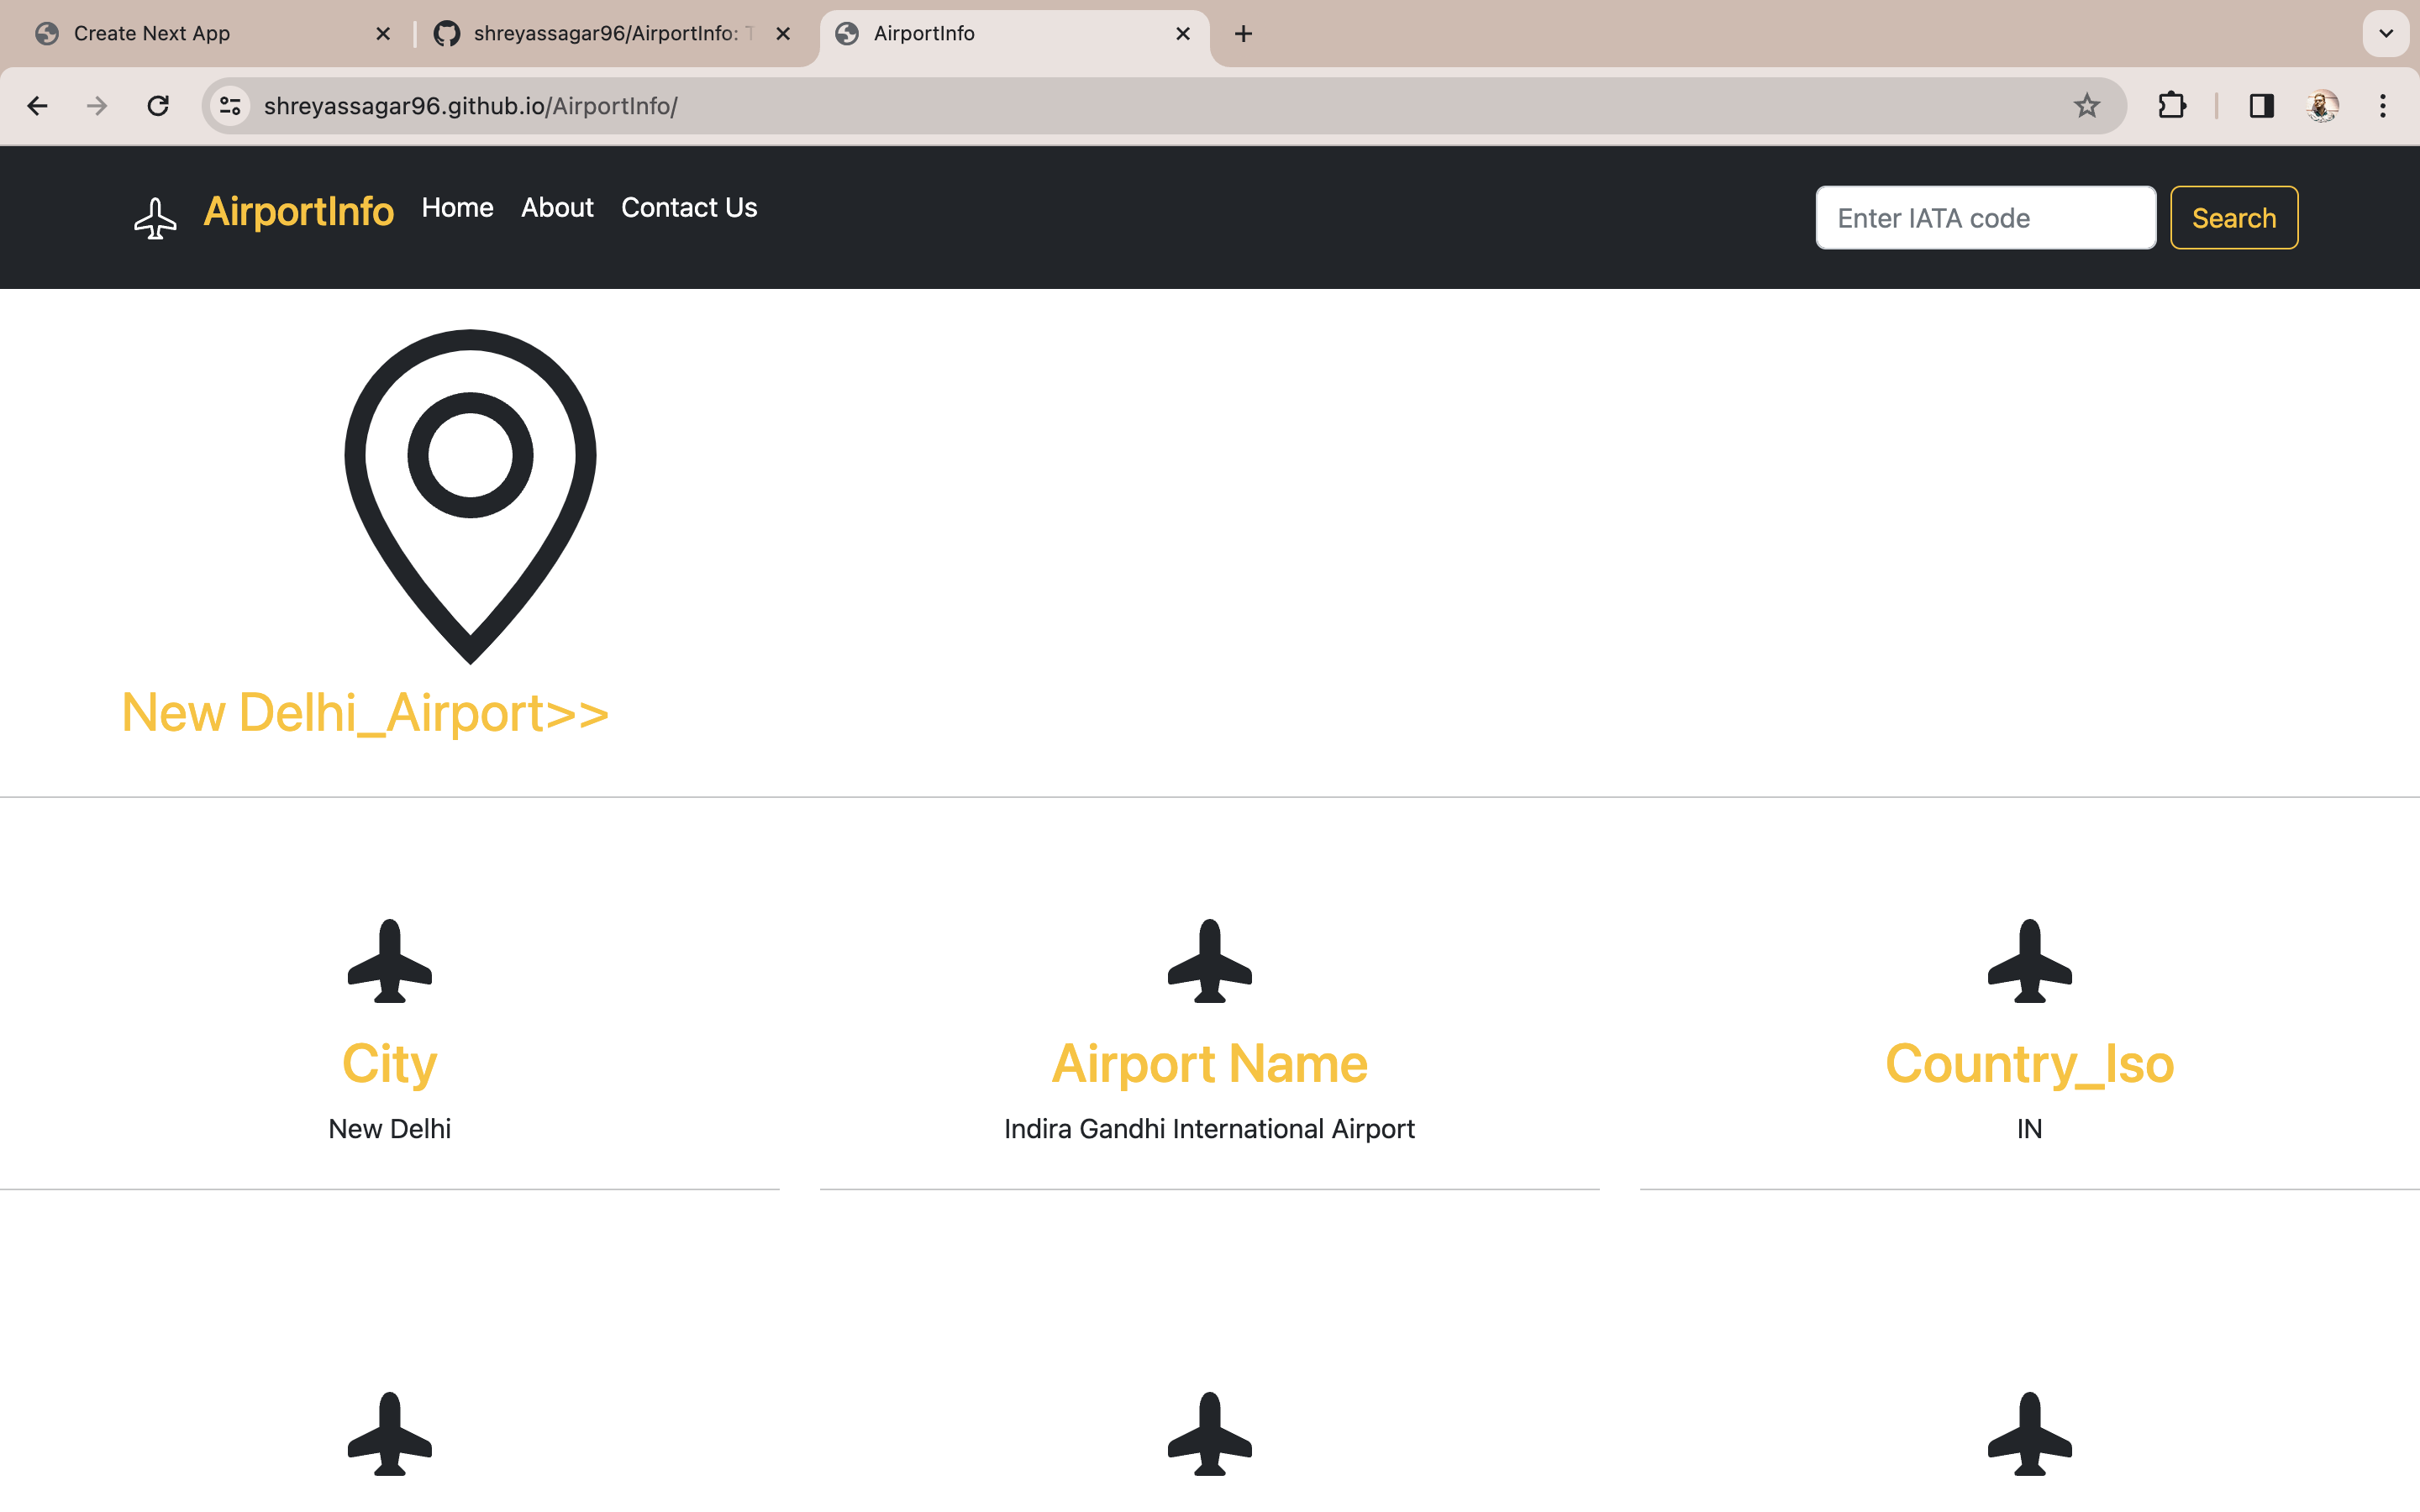 Create Next App
shreyassagar96/AirportInfo: T
AirportInfo
shreyassagar96.github.io/AirportInfo/
AirportInfo Home About Contact Us Enter IATA code Search
New Delhi_Airport>>
City Airport Name Country_Iso
New Delhi Indira Gandhi International Airport IN